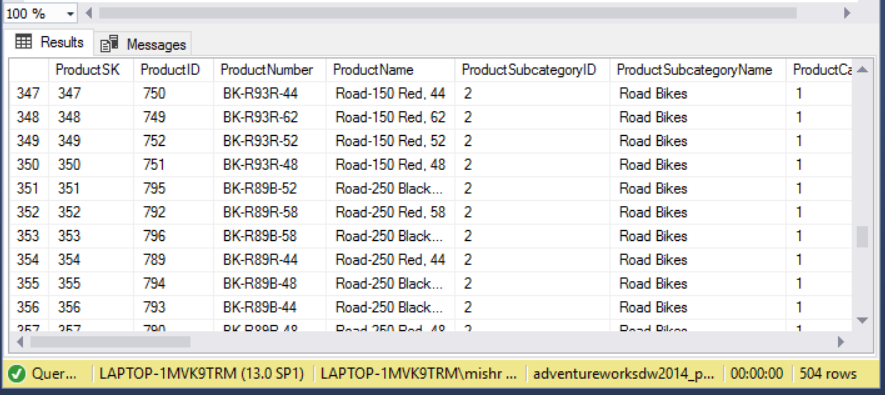 100 %
Results Messages
ProductSK ProductID ProductNumber ProductName ProductSubcategoryID ProductSubcategoryName ProductCa
347 347 750 BK-R93R-44 Road-150 Red, 44 2 Road Bikes 1
348 348 749 BK-R93R-62 Road-150 Red, 62 2 Road Bikes 1
349 349 752 BK-R93R-52 Road-150 Red, 52 2 Road Bikes 1
350 350 751 BK-R93R-48 Road-150 Red, 48 2 Road Bikes 1
351 351 795 BK-R89B-52 Road-250 Black... 2 Road Bikes 1
352 352 792 BK-R89R-58 Road-250 Red, 58 2 Road Bikes 1
353 353 796 BK-R89B-58 Road-250 Black... 2 Road Bikes 1
354 354 789 BK-R89R-44 Road-250 Red, 44 2 Road Bikes 1
355 355 794 BK-R89B-48 Road-250 Black... 2 Road Bikes 1
356 356 793 BK-R89B-44 Road-250 Black... 2 Road Bikes 1
357 357 790 BK-R89R-48 Road-250 Red, 48 2 Road Bikes 1
Quer... LAPTOP-1MVK9TRM (13.0 SP1) LAPTOP-1MVK9TRM\mishr ... adventureworksdw2014_p... 00:00:00 504 rows